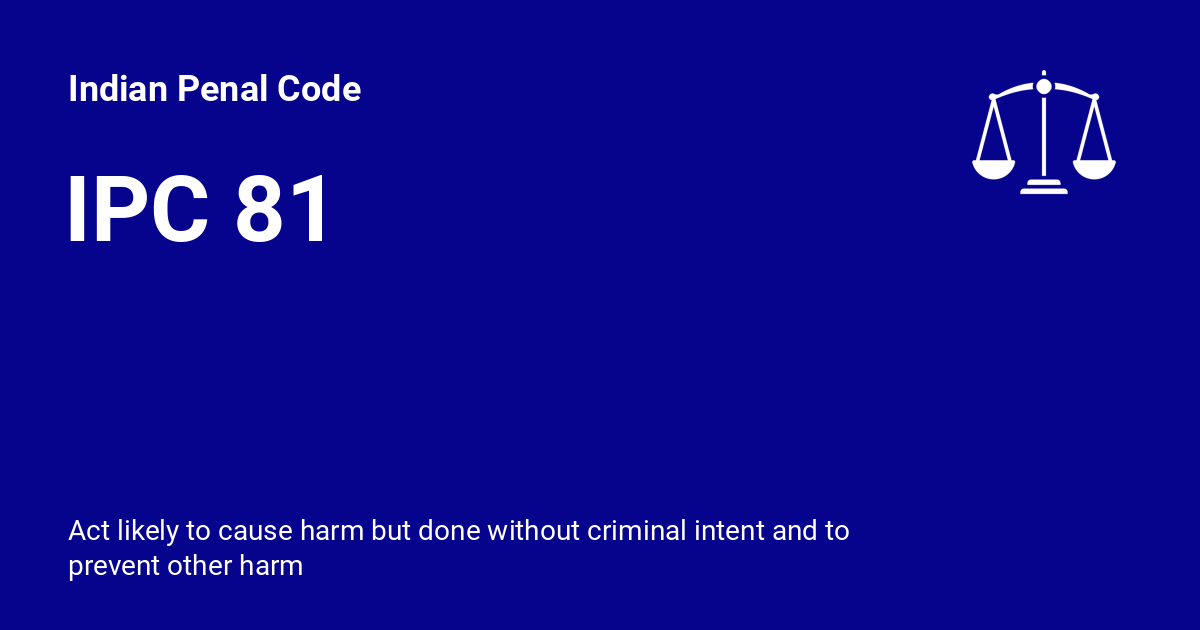 Indian Penal Code
IPC 81
Act likely to cause harm but done without criminal intent and to
prevent other harm